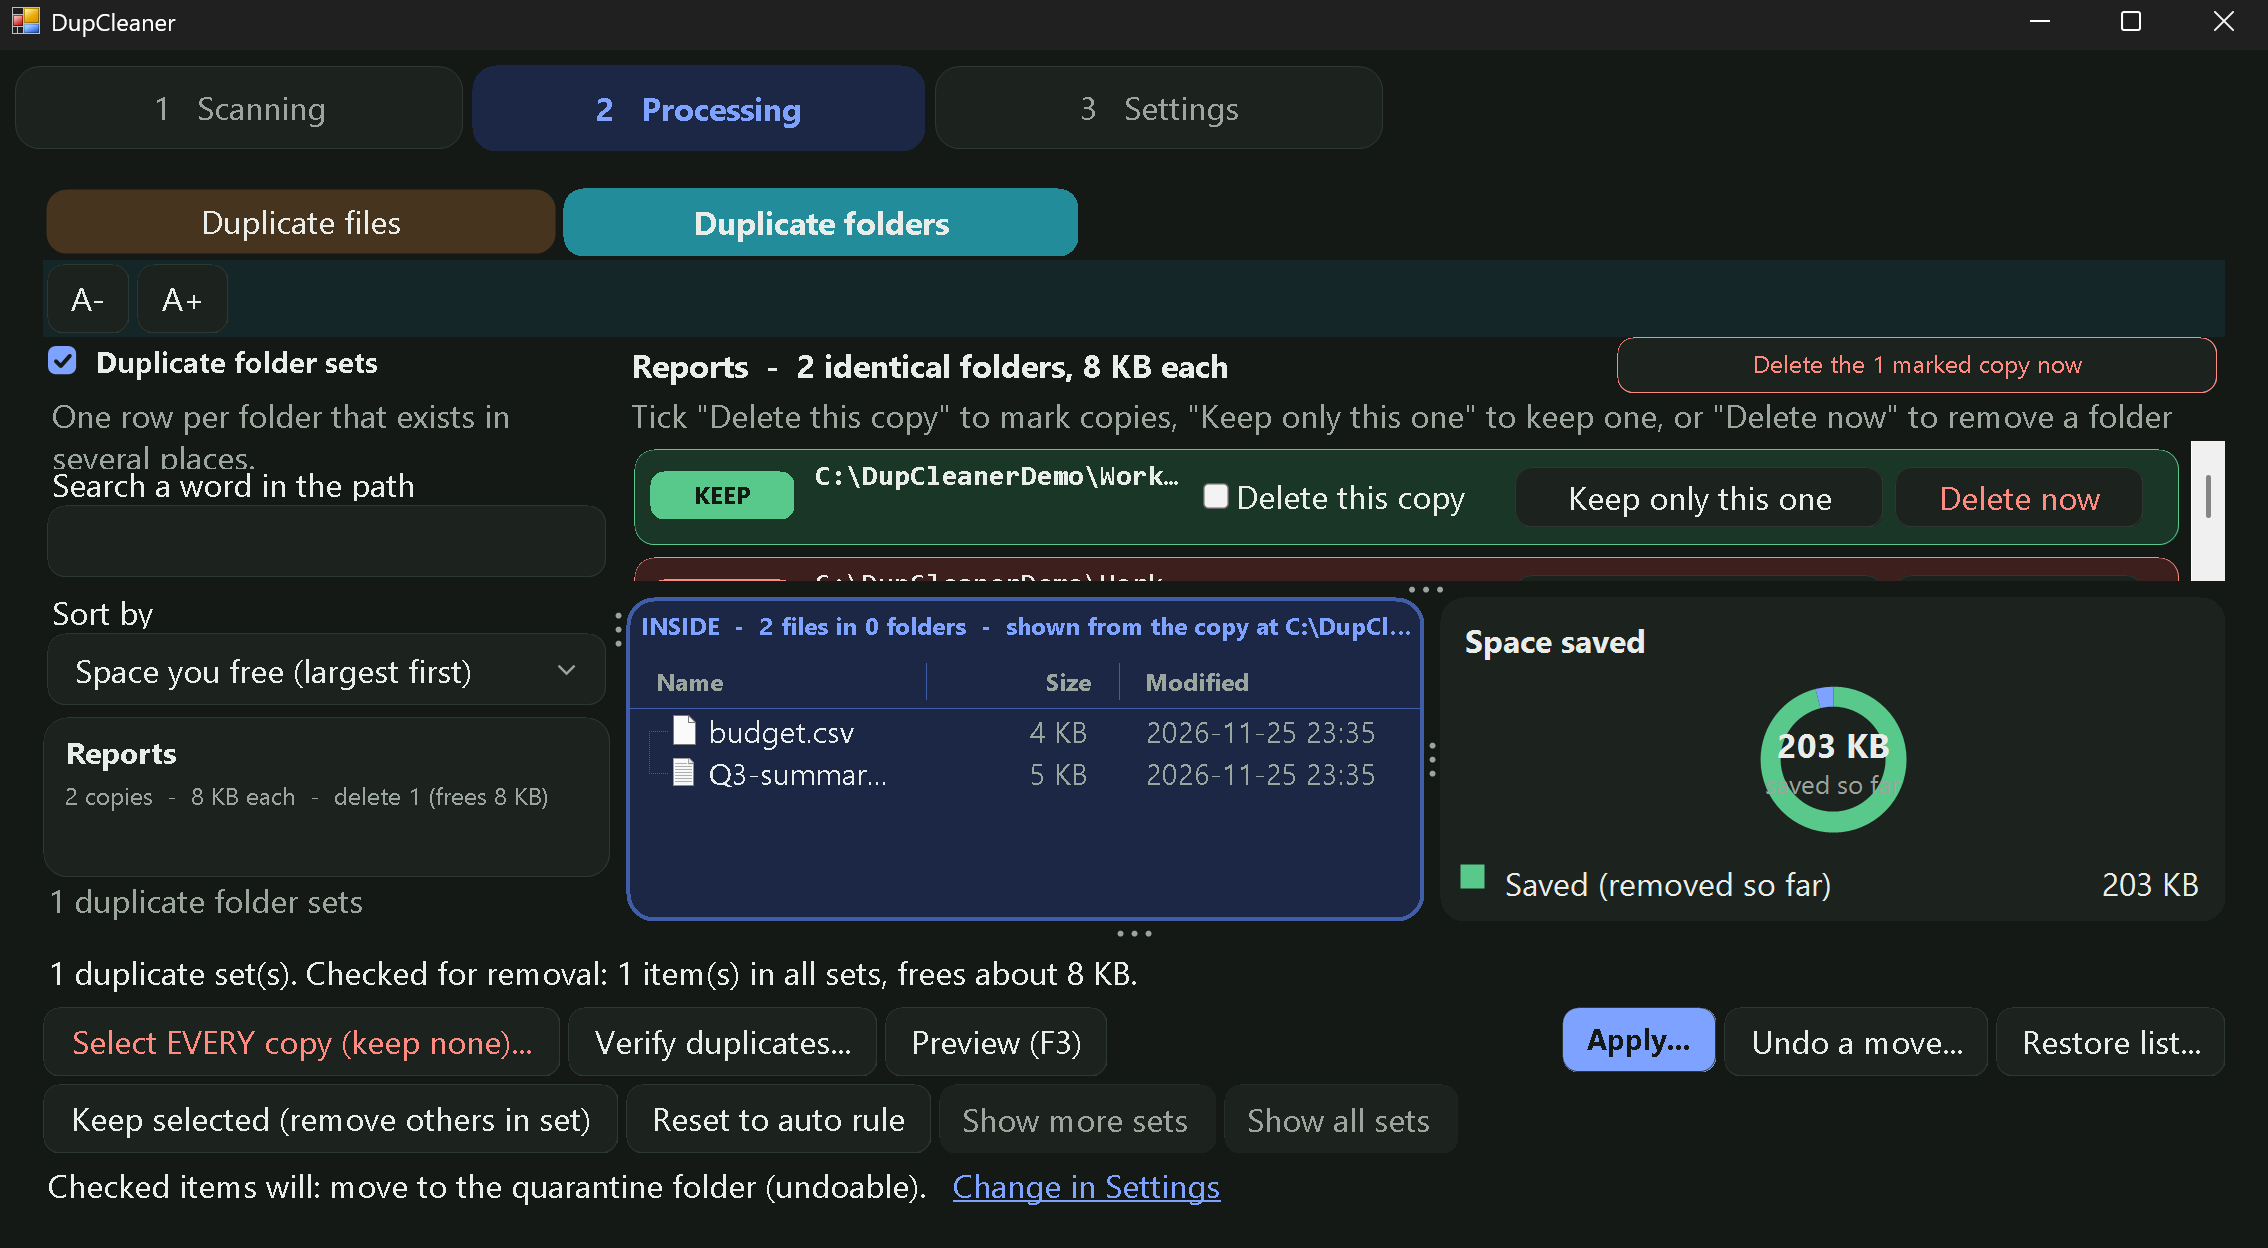 DupCleaner
1 Scanning
2 Processing
3 Settings
Duplicate files
Duplicate folders
A-
A+
Duplicate folder sets
One row per folder that exists in
several places.
Search a word in the path
Sort by
Space you free (largest first)
Reports
2 copies - 8 KB each - delete 1 (frees 8 KB)
1 duplicate folder sets
Reports - 2 identical folders, 8 KB each
Delete the 1 marked copy now
Tick "Delete this copy" to mark copies, "Keep only this one" to keep one, or "Delete now" to remove a folder
KEEP
C:\DupCleanerDemo\Work…
Delete this copy
Keep only this one
Delete now
C:\DupCleanerDemo\Work
INSIDE - 2 files in 0 folders - shown from the copy at C:\DupCl...
Name Size Modified
budget.csv 4 KB 2026-11-25 23:35
Q3-summar... 5 KB 2026-11-25 23:35
Space saved
203 KB
saved so far
Saved (removed so far) 203 KB
1 duplicate set(s). Checked for removal: 1 item(s) in all sets, frees about 8 KB.
Select EVERY copy (keep none)...
Verify duplicates...
Preview (F3)
Apply...
Undo a move...
Restore list...
Keep selected (remove others in set)
Reset to auto rule
Show more sets
Show all sets
Checked items will: move to the quarantine folder (undoable). Change in Settings